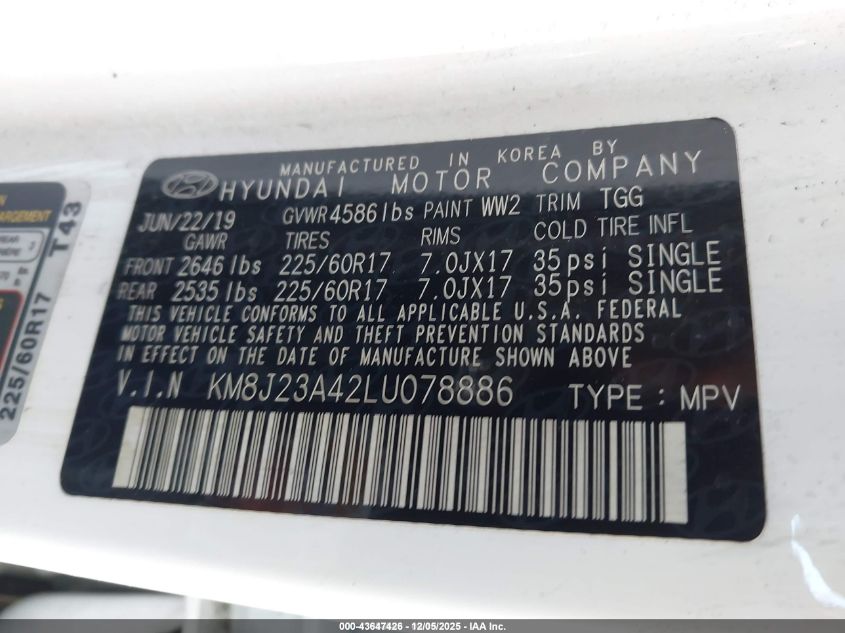 MANUFACTURED IN KOREA BY
HYUNDAI MOTOR COMPANY
JUN/22/19 GVWR 4586 lbs PAINT WW2 TRIM TGG
GAWR TIRES RIMS COLD TIRE INFL
FRONT 2646 lbs 225/60R17 7.0JX17 35psi SINGLE
REAR 2535 lbs 225/60R17 7.0JX17 35psi SINGLE
THIS VEHICLE CONFORMS TO ALL APPLICABLE U.S.A. FEDERAL
MOTOR VEHICLE SAFETY AND THEFT PREVENTION STANDARDS
IN EFFECT ON THE DATE OF MANUFACTURE SHOWN ABOVE
V.I.N KM8J23A42LU078886 TYPE : MPV
225/60R17 T43
000-43647426 - 12/05/2025 - IAA Inc.